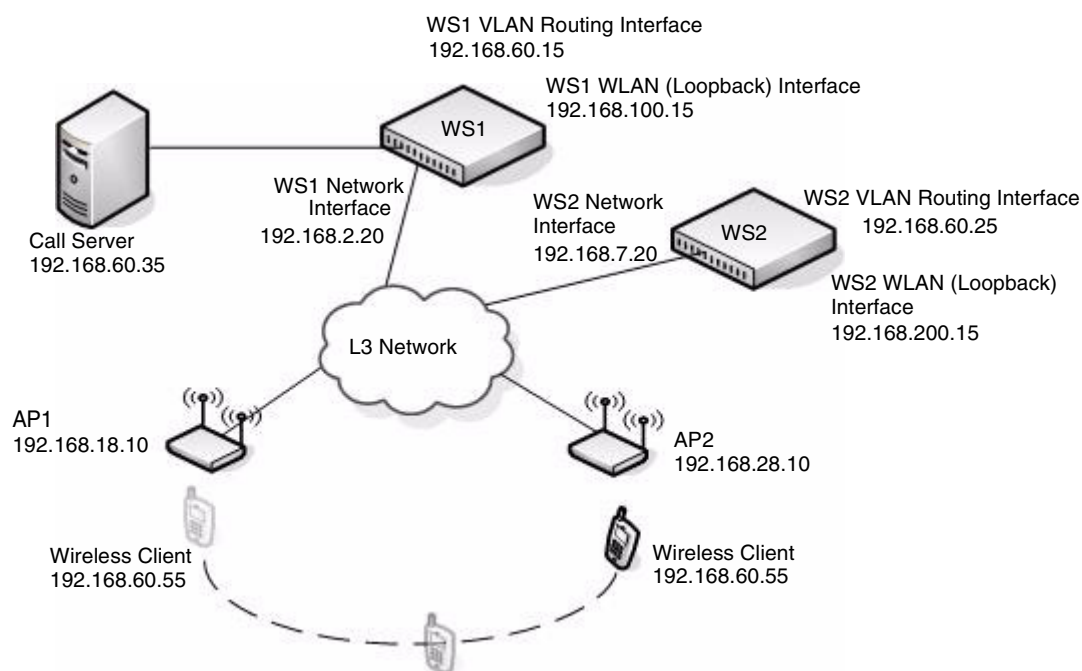 WS1 VLAN Routing Interface
192.168.60.15
WS1 WLAN (Loopback) Interface
192.168.100.15
WS1
WS1 Network
Interface
192.168.2.20
WS2 Network
Interface
192.168.7.20
WS2
WS2 VLAN Routing Interface
192.168.60.25
WS2 WLAN (Loopback)
Interface
192.168.200.15
Call Server
192.168.60.35
L3 Network
AP1
192.168.18.10
AP2
192.168.28.10
Wireless Client
192.168.60.55
Wireless Client
192.168.60.55